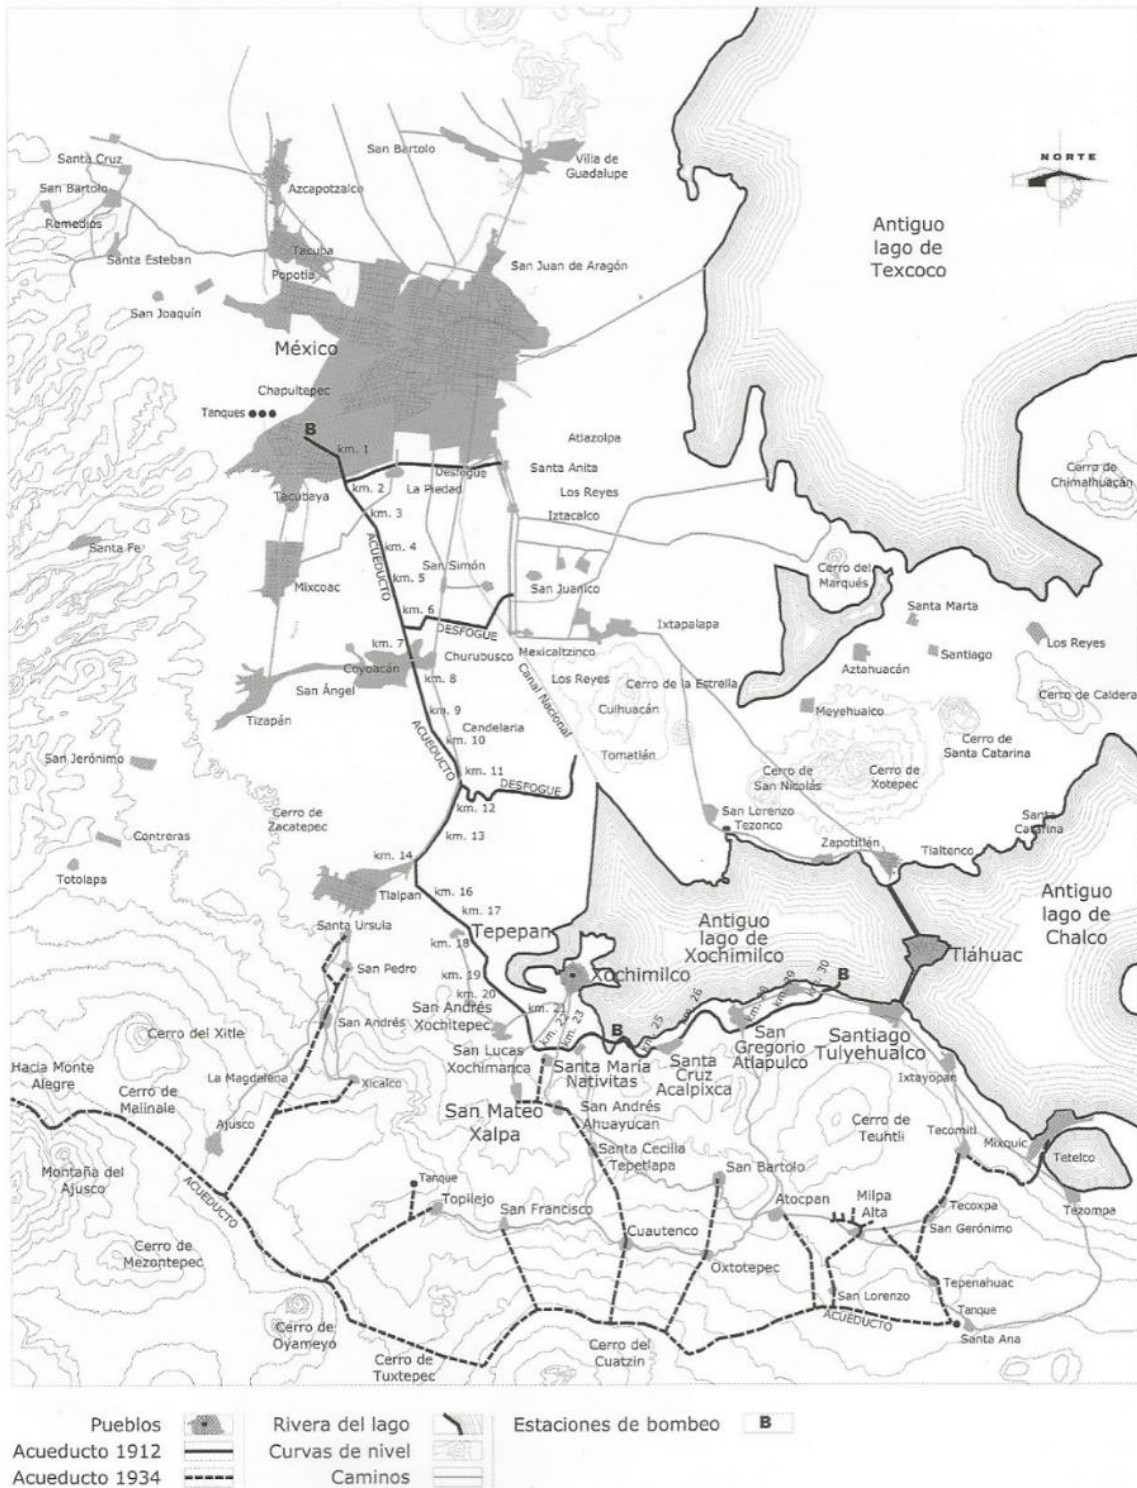 NORTE
San Bartolo
Villa de
Guadalupe
Santa Cruz
San Bartolo
Remedios
Azcapotzalco
Santa Esteban
Tacuba
Popotla
San Juan de Aragón
San Joaquín
Antiguo
lago de
Texcoco
México
Chapultepec
Tanques
B
km. 1
Atlazolpa
Desfogue
Santa Anita
Cerro de
Chimalhuacán
km. 2
La Piedad
Los Reyes
Tacubaya
km. 3
Iztacalco
Santa Fe
km. 4
ACUEDUCTO
San Simón
Mixcoac
km. 5
San Juanico
Cerro del
Marqués
km. 6
DESFOGUE
Ixtapalapa
Santa Marta
Los Reyes
km. 7
Coyoacán
Churubusco
Mexicaltzinco
Aztahuacán
Santiago
San Ángel
km. 8
Los Reyes
Cerro de la Estrella
Cerro de Caldera
Tizapán
km. 9
Candelaria
Canal Nacional
Culhuacán
Meyehualco
km. 10
Tomatlán
Cerro de
Santa Catarina
San Jerónimo
ACUEDUCTO
km. 11
DESFOGUE
Cerro de
San Nicolás
Cerro de
Xotepec
km. 12
Cerro de
Zacatepec
San Lorenzo
Tezonco
Santa
Catarina
Contreras
km. 13
Zapotitlán
Tlaltenco
Totolapa
km. 14
Tlalpan
km. 16
km. 17
Antiguo
lago de
Chalco
Santa Ursula
Tepepan
km. 18
Antiguo
lago de
Xochimilco
Tláhuac
San Pedro
km. 19
Xochimilco
km. 20
San Andrés
Xochitepec
km. 21
km. 22
km. 23
B
km. 25
km. 26
km. 28
km. 29
km. 30
B
San Andrés
Cerro del Xitle
San Lucas
Xochimanca
Santa María
Nativitas
Santa
Cruz
Acalpixca
San
Gregorio
Atlapulco
Santiago
Tulyehualco
Hacia Monte
Alegre
La Magdalena
Xicalco
Ixtayopan
Cerro de
Malinale
San Mateo
Xalpa
San Andrés
Ahuayucan
Cerro de
Teuhtli
Ajusco
Tecomitl
Mixquic
Santa Cecilia
Tepetlapa
Tetelco
Montaña del
Ajusco
ACUEDUCTO
Tanque
San Bartolo
Topilejo
San Francisco
Atocpan
Milpa
Alta
Tecoxpa
Tezompa
San Gerónimo
Cerro de
Mezontepec
Cuautenco
Oxtotepec
Tepenahuac
San Lorenzo
Tanque
ACUEDUCTO
Santa Ana
Cerro de
Oyameyo
Cerro de
Tuxtepec
Cerro del
Cuatzin
Pueblos
Rivera del lago
Estaciones de bombeo
B
Acueducto 1912
Curvas de nivel
Acueducto 1934
Caminos